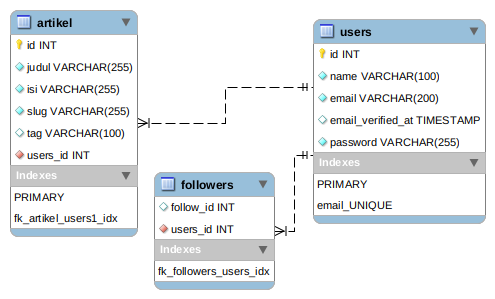 artikel
id INT
judul VARCHAR(255)
isi VARCHAR(255)
slug VARCHAR(255)
tag VARCHAR(100)
users_id INT
Indexes
PRIMARY
fk_artikel_users1_idx
users
id INT
name VARCHAR(100)
email VARCHAR(200)
email_verified_at TIMESTAMP
password VARCHAR(255)
Indexes
PRIMARY
email_UNIQUE
followers
follow_id INT
users_id INT
Indexes
fk_followers_users_idx